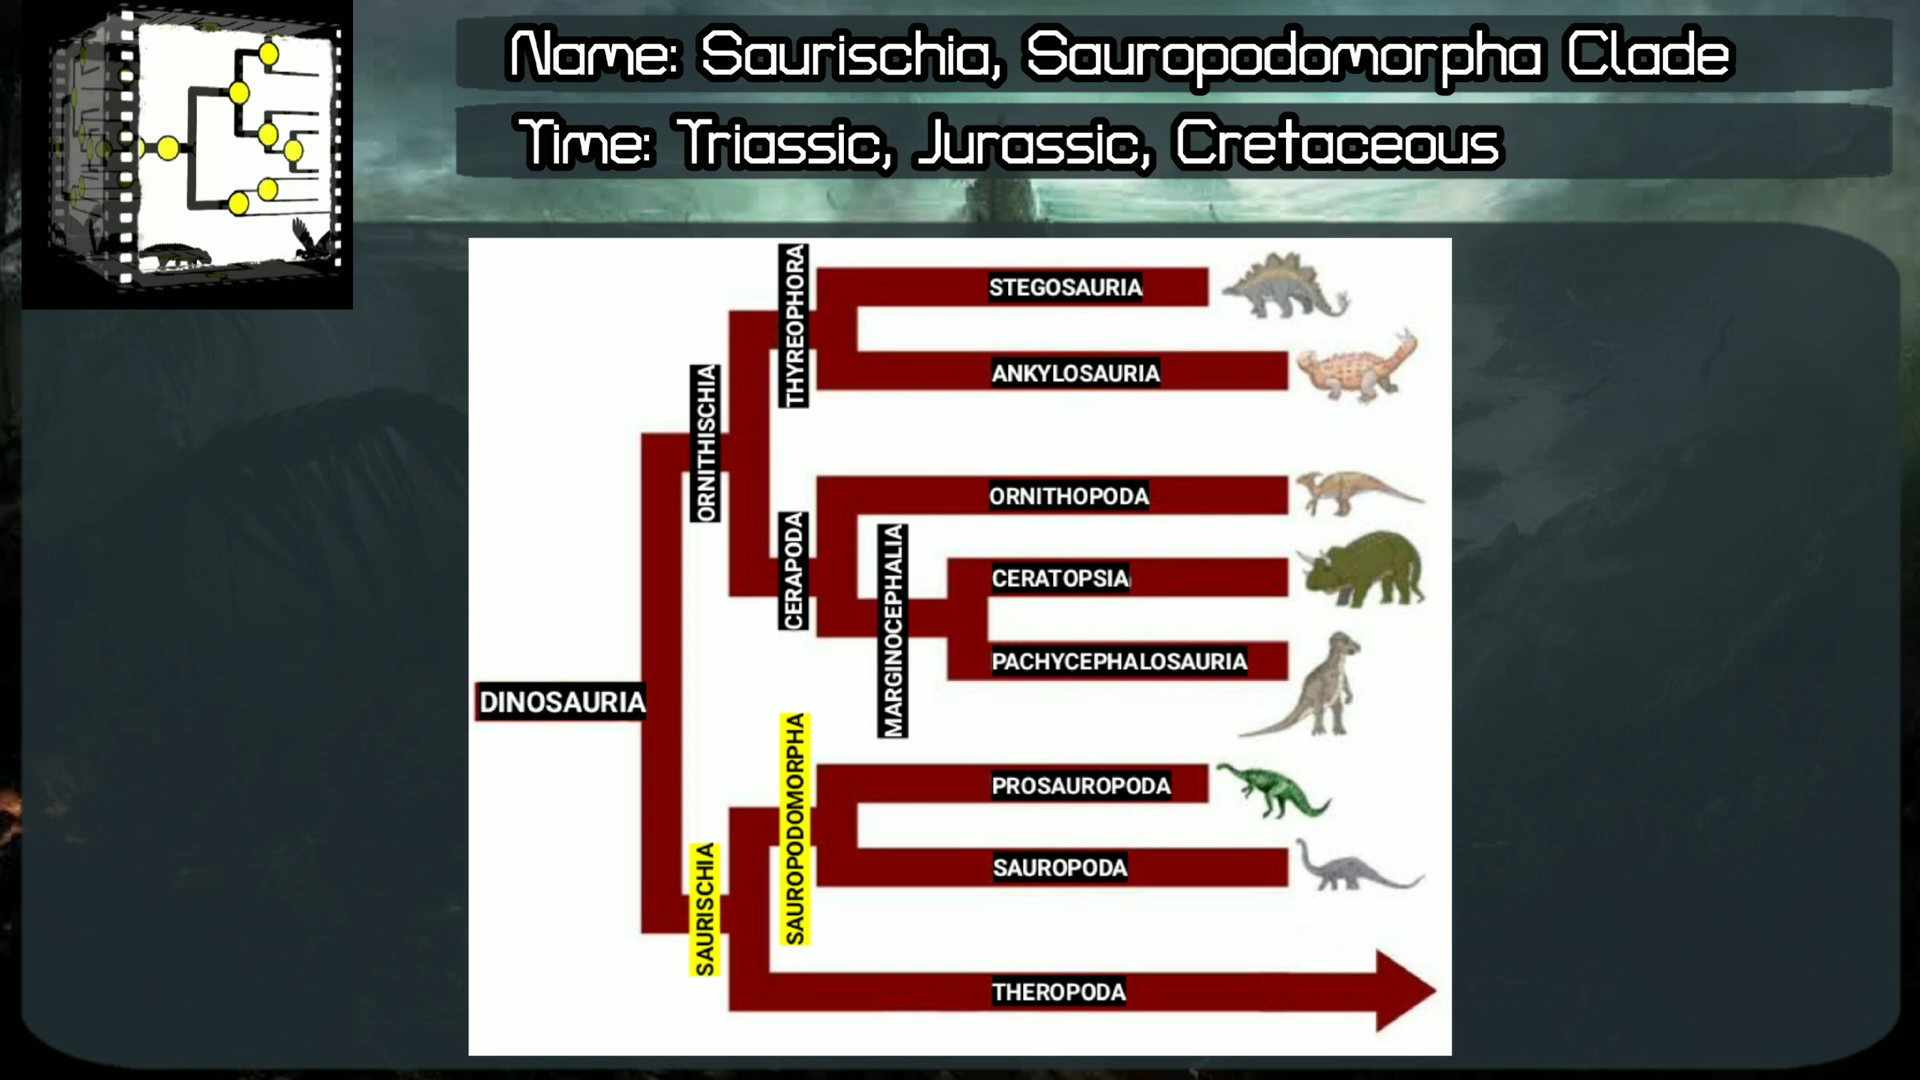 Name: Saurischia, Sauropodomorpha Clade
Time: Triassic, Jurassic, Cretaceous
STEGOSAURIA
THYREOPHORA
ANKYLOSAURIA
ORNITHISCHIA
ORNITHOPODA
CERAPODA
CERATOPSIA
MARGINOCEPHALIA
PACHYCEPHALOSAURIA
DINOSAURIA
PROSAUROPODA
SAUROPODOMORPHA
SAUROPODA
SAURISCHIA
THEROPODA